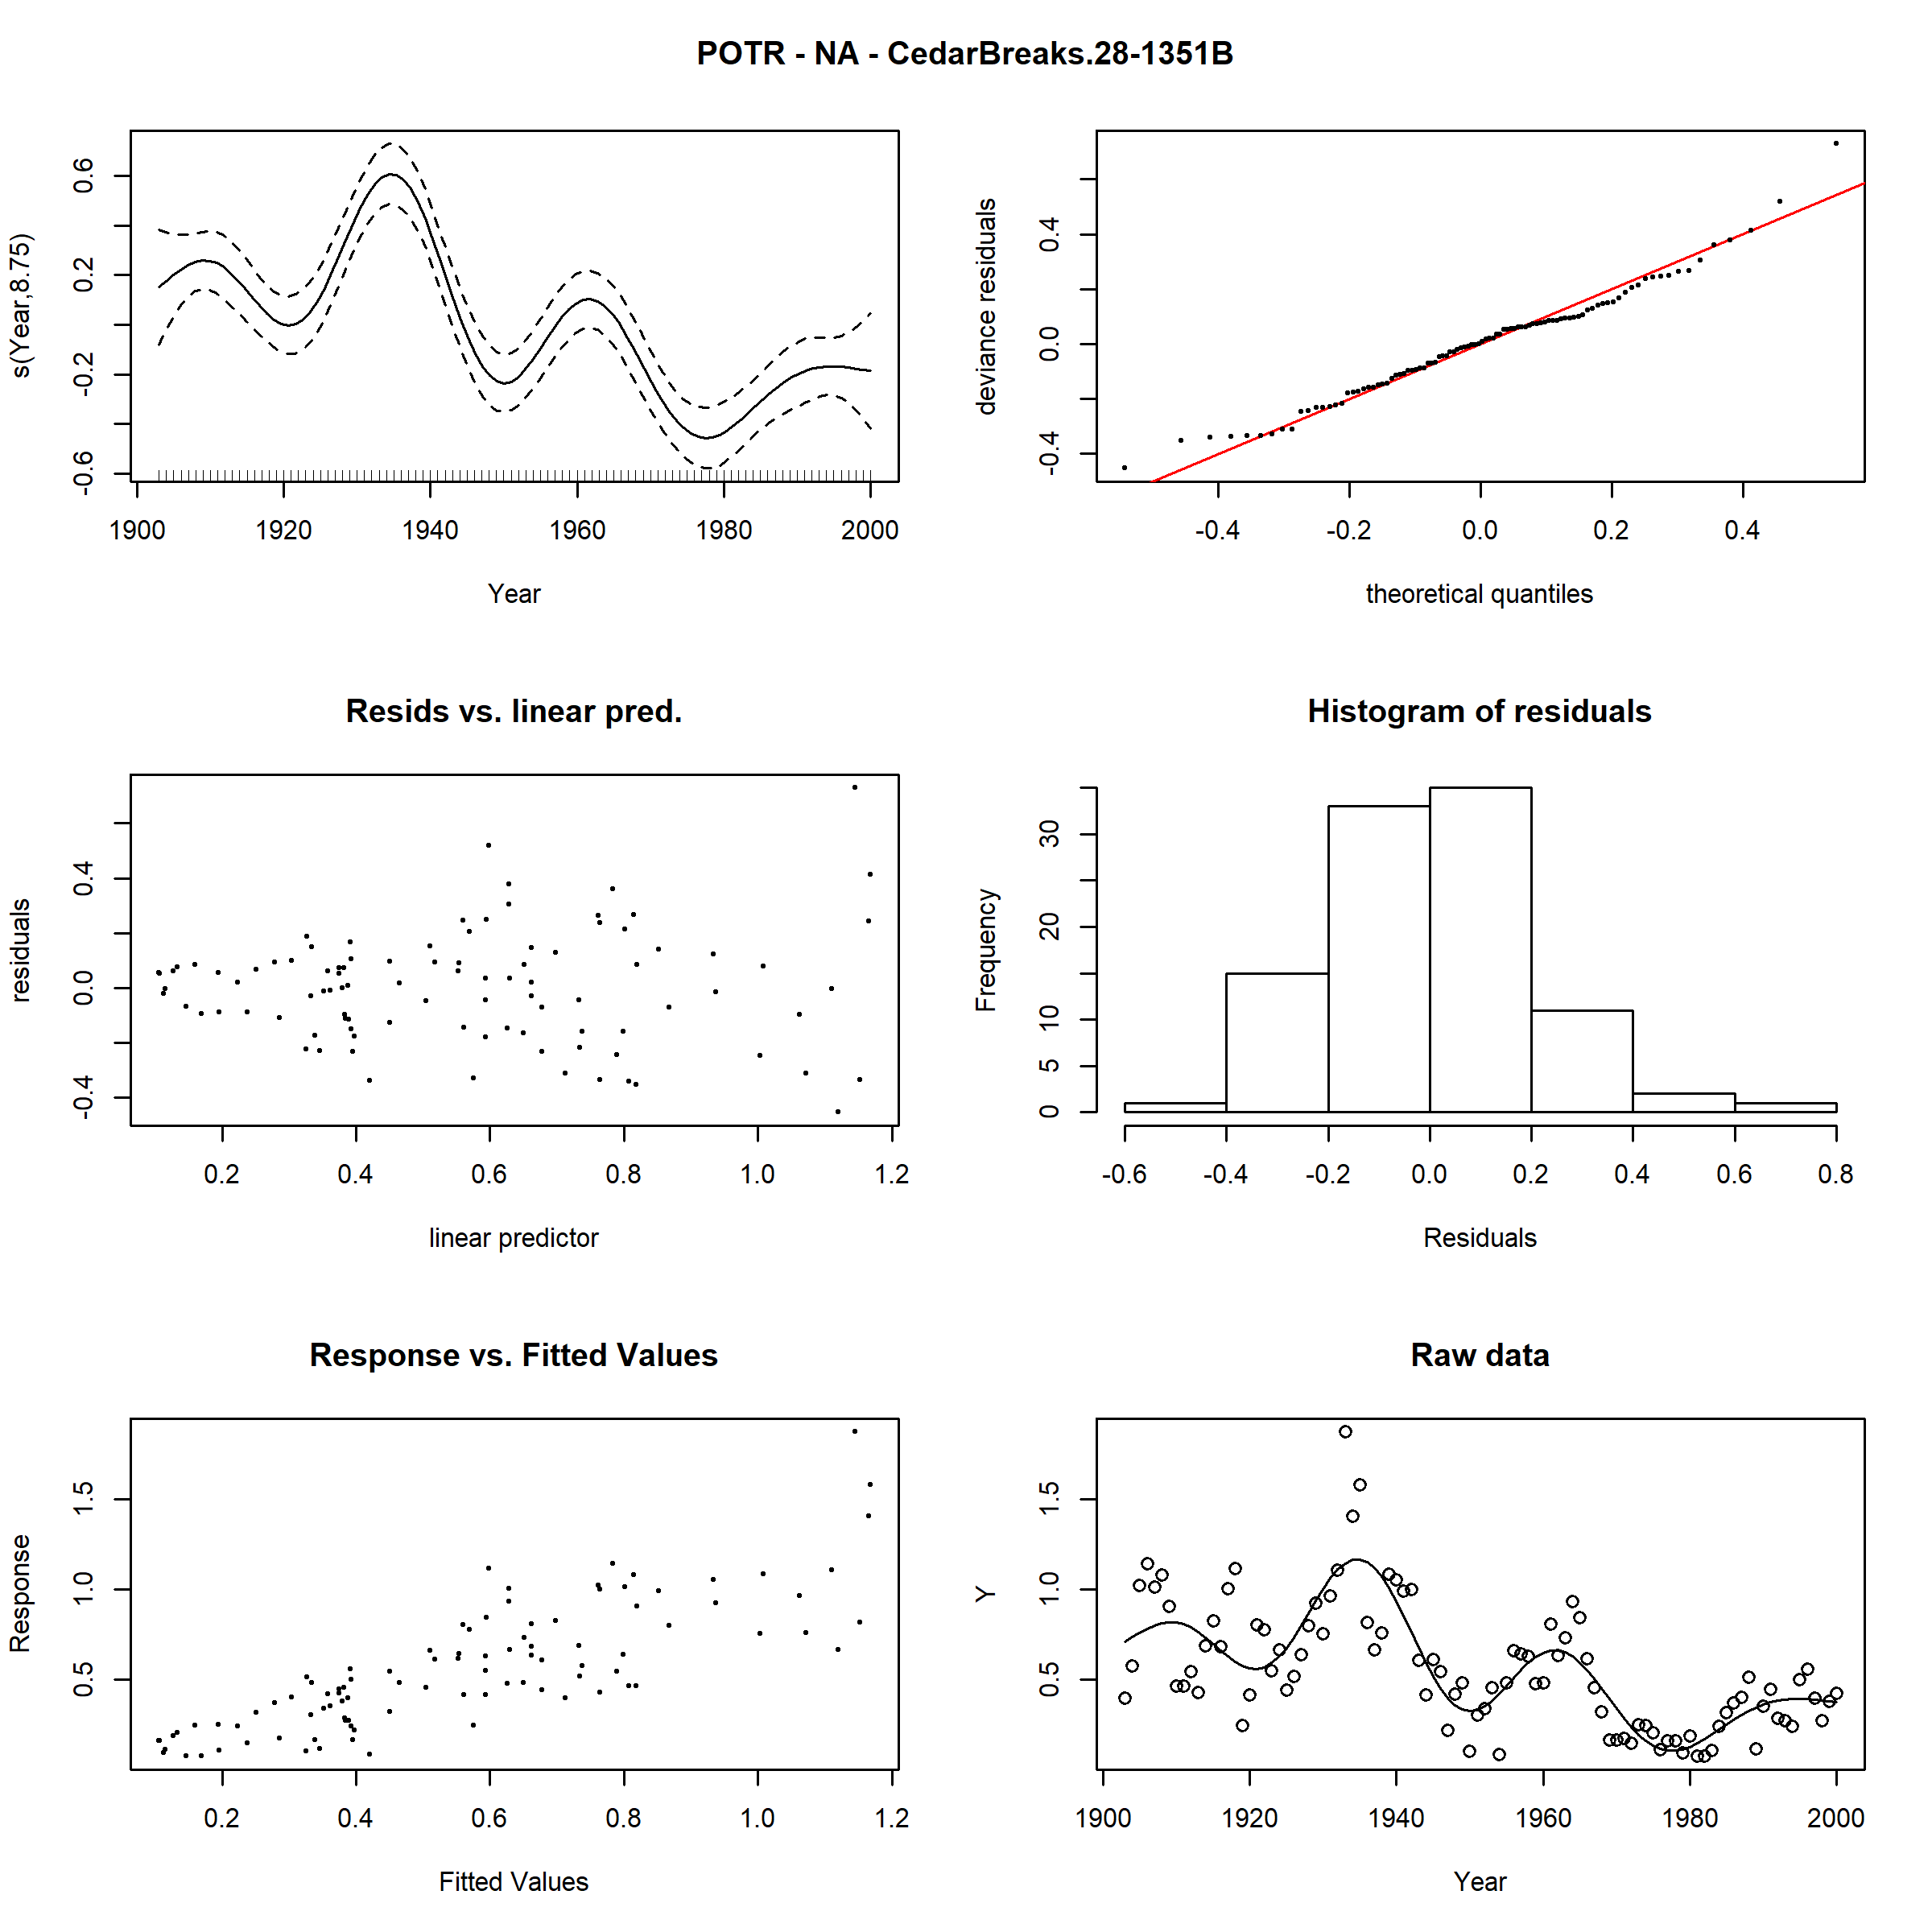 POTR - NA - CedarBreaks.28-1351B
s(Year,8.75)
-0.6 -0.2 0.2 0.6
1900 1920 1940 1960 1980 2000
Year
deviance residuals
-0.4 0.0 0.4
-0.4 -0.2 0.0 0.2 0.4
theoretical quantiles
Resids vs. linear pred.
residuals
-0.4 0.0 0.4
0.2 0.4 0.6 0.8 1.0 1.2
linear predictor
Histogram of residuals
Frequency
0 5 10 20 30
-0.6 -0.4 -0.2 0.0 0.2 0.4 0.6 0.8
Residuals
Response vs. Fitted Values
Response
0.5 1.0 1.5
0.2 0.4 0.6 0.8 1.0 1.2
Fitted Values
Raw data
Y
0.5 1.0 1.5
1900 1920 1940 1960 1980 2000
Year